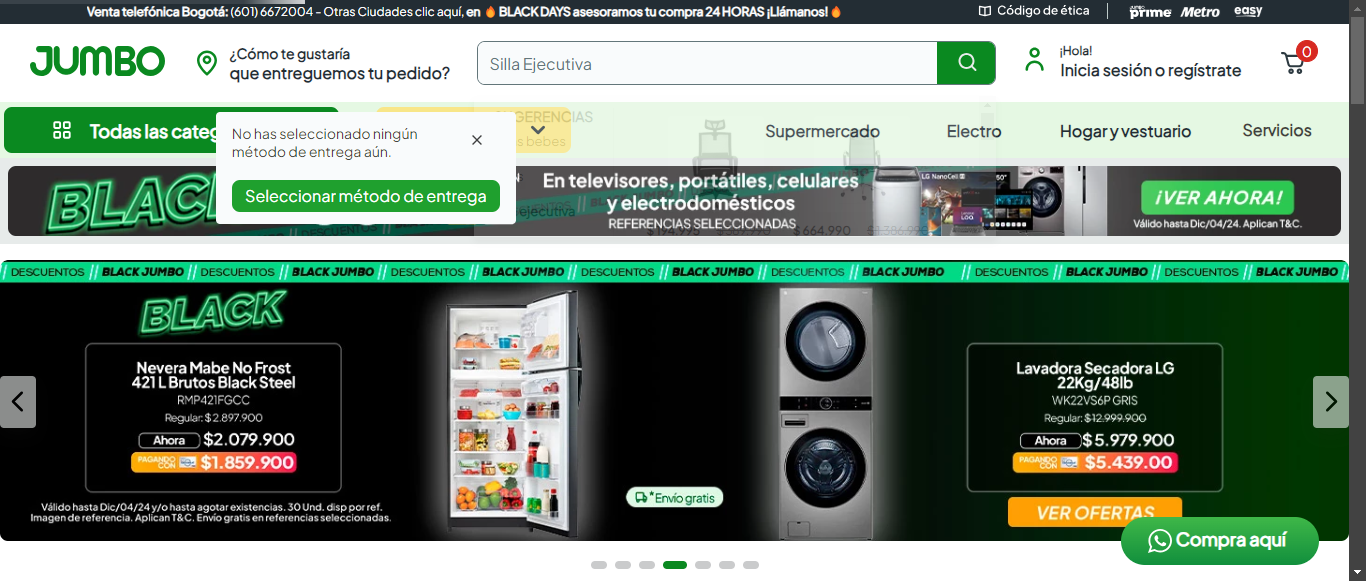 Venta telefónica Bogotá: (601) 6672004 - Otras Ciudades clic aquí, en 🔥 BLACK DAYS asesoramos tu compra 24 HORAS ¡Llámanos!🔥
Código de ética
JUMBO prime
Metro
easy
JUMBO
¿Cómo te gustaría
que entreguemos tu pedido?
Silla Ejecutiva
¡Hola!
Inicia sesión o regístrate
0
Todas las categ
No has seleccionado ningún
método de entrega aún.
Seleccionar método de entrega
SUGERENCIAS
s bebes
ejecutiva
Supermercado
Electro
Hogar y vestuario
Servicios
BLACK
En televisores, portátiles, celulares
y electrodomésticos
REFERENCIAS SELECCIONADAS
$ 664.990
LG NanoCell
¡VER AHORA!
Válido hasta Dic/04/24. Aplican T&C.
DESCUENTOS // BLACK JUMBO // DESCUENTOS // BLACK JUMBO // DESCUENTOS // BLACK JUMBO // DESCUENTOS // BLACK JUMBO // DESCUENTOS // BLACK JUMBO // DESCUENTOS // BLACK JUMBO // DESCUENTOS // BLACK JUMBO
BLACK
Nevera Mabe No Frost
421 L Brutos Black Steel
RMP421FGCC
Regular: $2.897.900
Ahora $2.079.900
PAGANDO CON $1.859.900
Válido hasta Dic/04/24 y/o hasta agotar existencias. 30 Und. disp por ref.
Imagen de referencia. Aplican T&C. Envío gratis en referencias seleccionadas.
*Envío gratis
Lavadora Secadora LG
22Kg/48lb
WK22VS6P GRIS
Regular: $12.999.900
Ahora $5.979.900
PAGANDO CON $5.439.00
VER OFERTAS
Compra aquí